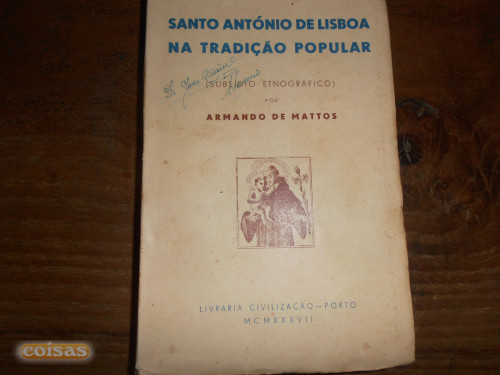 SANTO ANTÓNIO DE LISBOA
NA TRADIÇÃO POPULAR
(SUBSÍDIO ETNOGRÁFICO)
POR
ARMANDO DE MATTOS
LIVRARIA CIVILIZAÇÃO — PORTO
MCMXXXVII
coisas